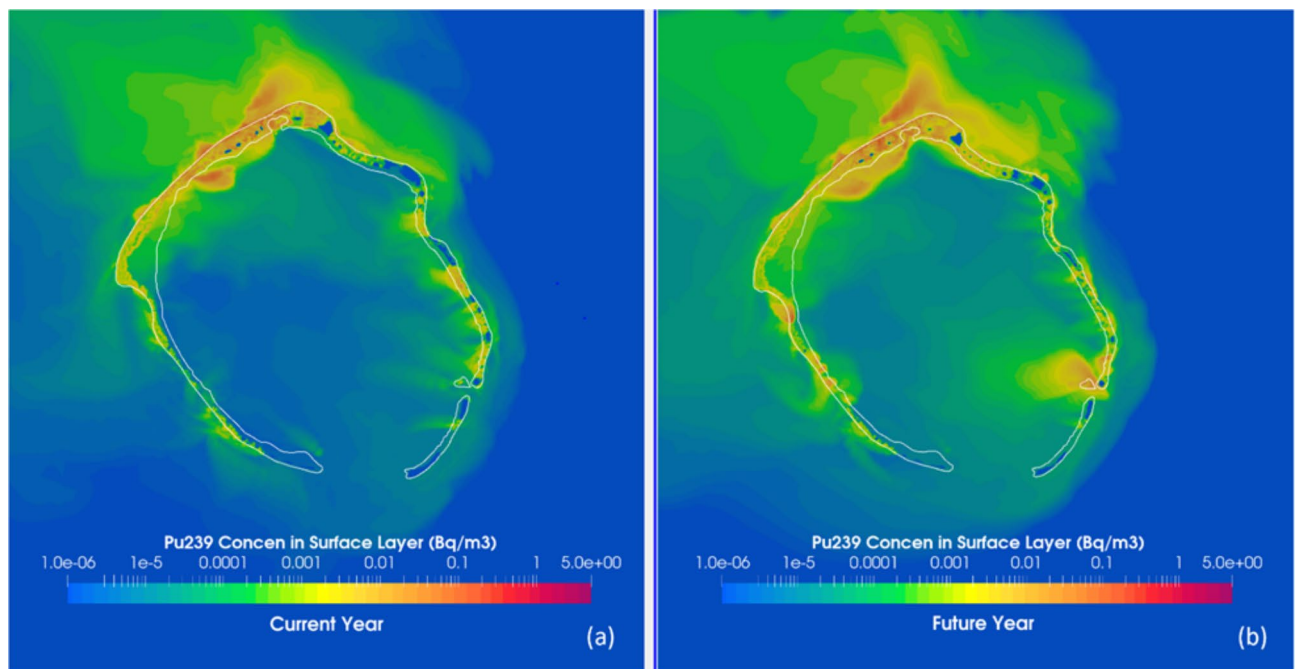 Pu239 Concen in Surface Layer (Bq/m3)
1.0e-06 1e-5 0.0001 0.001 0.01 0.1 1 5.0e+00
Current Year
(a)
Pu239 Concen in Surface Layer (Bq/m3)
1.0e-06 1e-5 0.0001 0.001 0.01 0.1 1 5.0e+00
Future Year
(b)